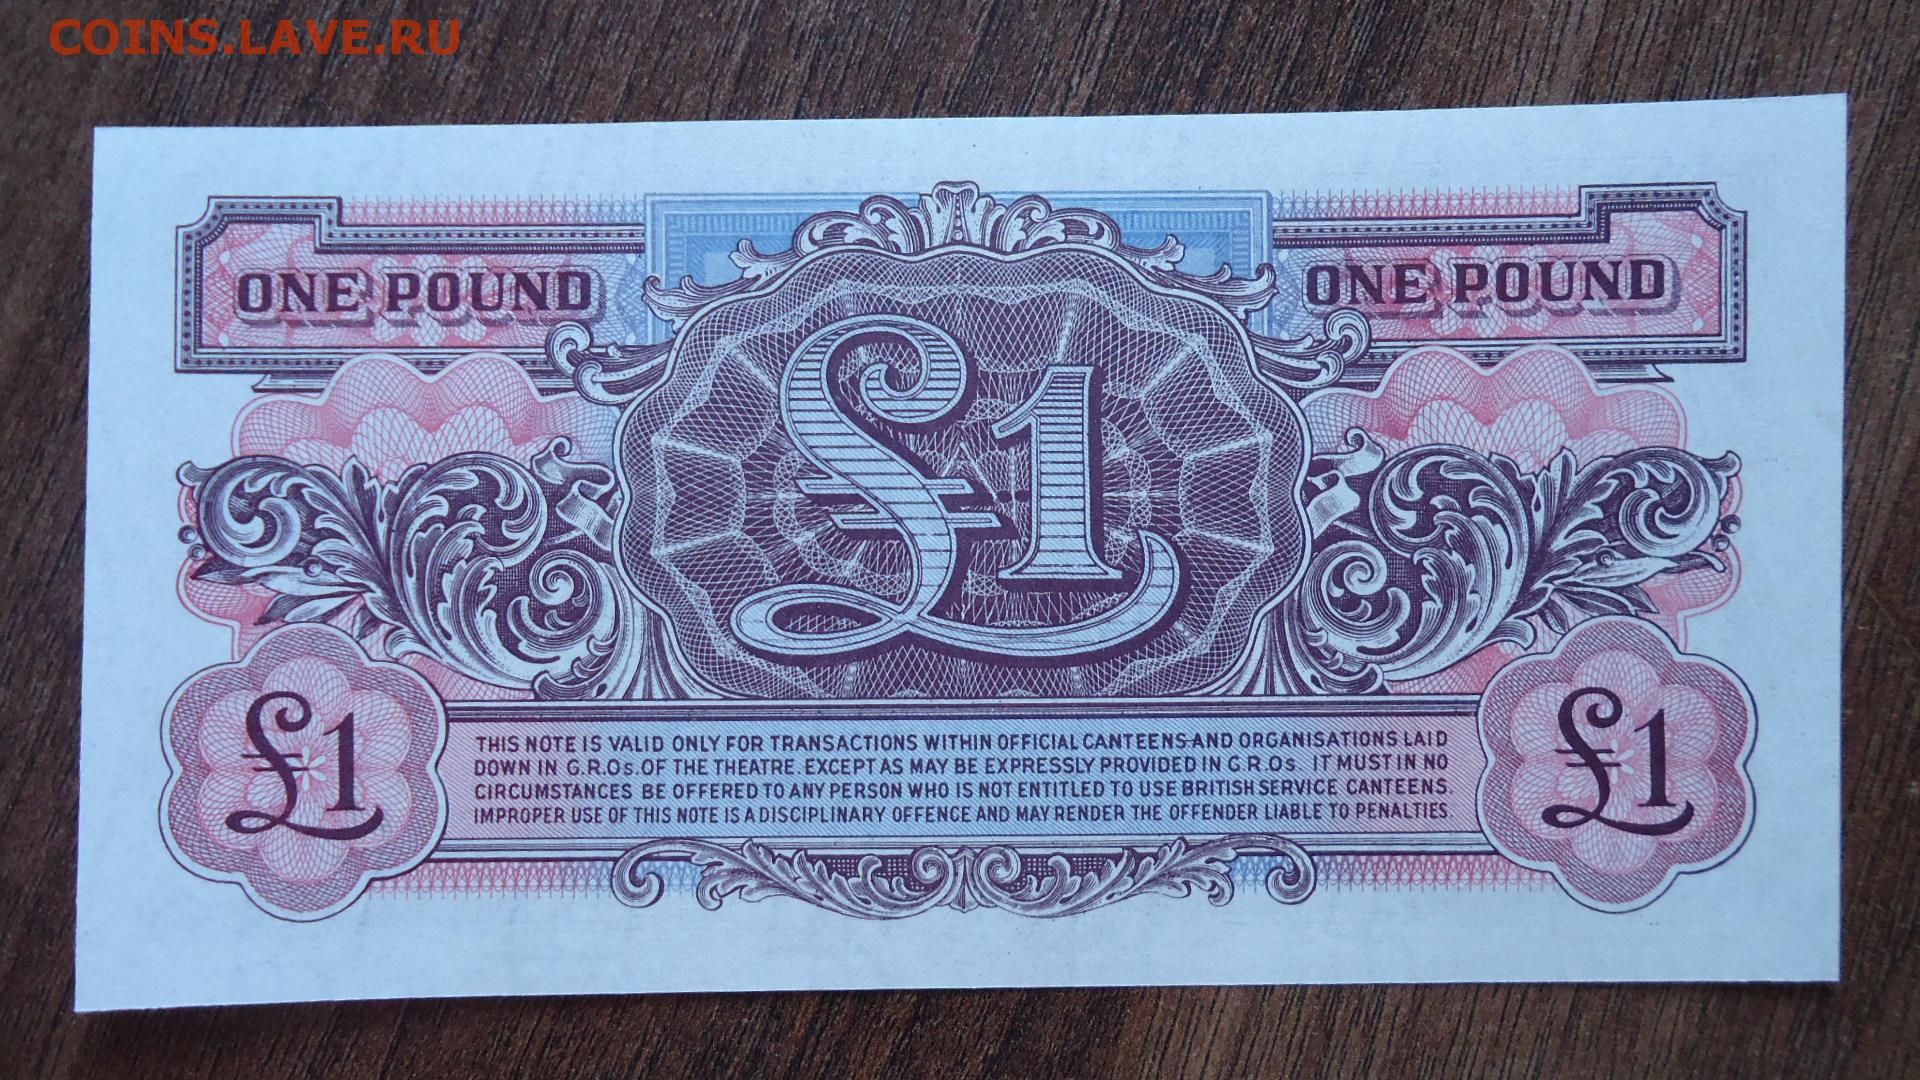 COINS.LAVE.RU
ONE POUND ONE POUND
£1
£1 £1
THIS NOTE IS VALID ONLY FOR TRANSACTIONS WITHIN OFFICIAL CANTEENS AND ORGANISATIONS LAID
DOWN IN G.R.Os. OF THE THEATRE. EXCEPT AS MAY BE EXPRESSLY PROVIDED IN G.R.Os. IT MUST IN NO
CIRCUMSTANCES BE OFFERED TO ANY PERSON WHO IS NOT ENTITLED TO USE BRITISH SERVICE CANTEENS.
IMPROPER USE OF THIS NOTE IS A DISCIPLINARY OFFENCE AND MAY RENDER THE OFFENDER LIABLE TO PENALTIES.